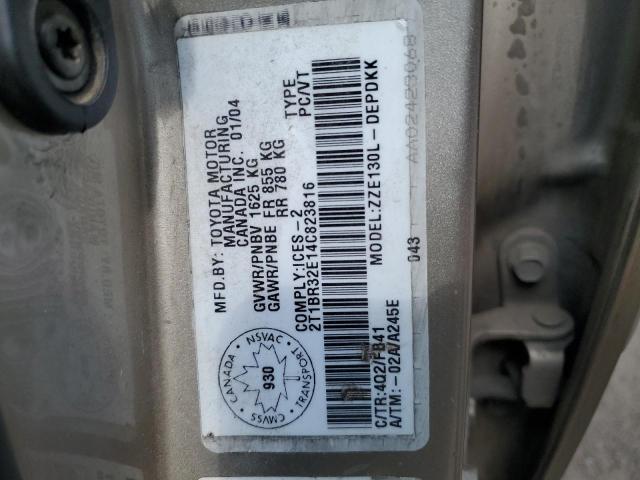 MFD.BY: TOYOTA MOTOR
MANUFACTURING
CANADA INC. 01/04
GVWR/PNBV 1625 KG
GAWR/PNBE FR 855 KG
RR 780 KG
COMPLY:ICES-2
TYPE
PC/VT
2T1BR32E14C823816
MODEL:ZZE130L-DEPDKK
C/TR:4Q2/FB41
A/TM:-02A/A245E
043
AA02423068
CANADA
NSVAC
TRANSPORT
CMVSS
930